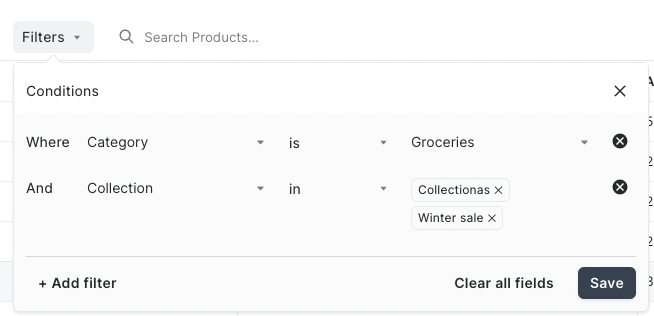 Filters
Search Products...
Conditions
Where Category is Groceries
And Collection in Collectionas
Winter sale
+ Add filter Clear all fields Save